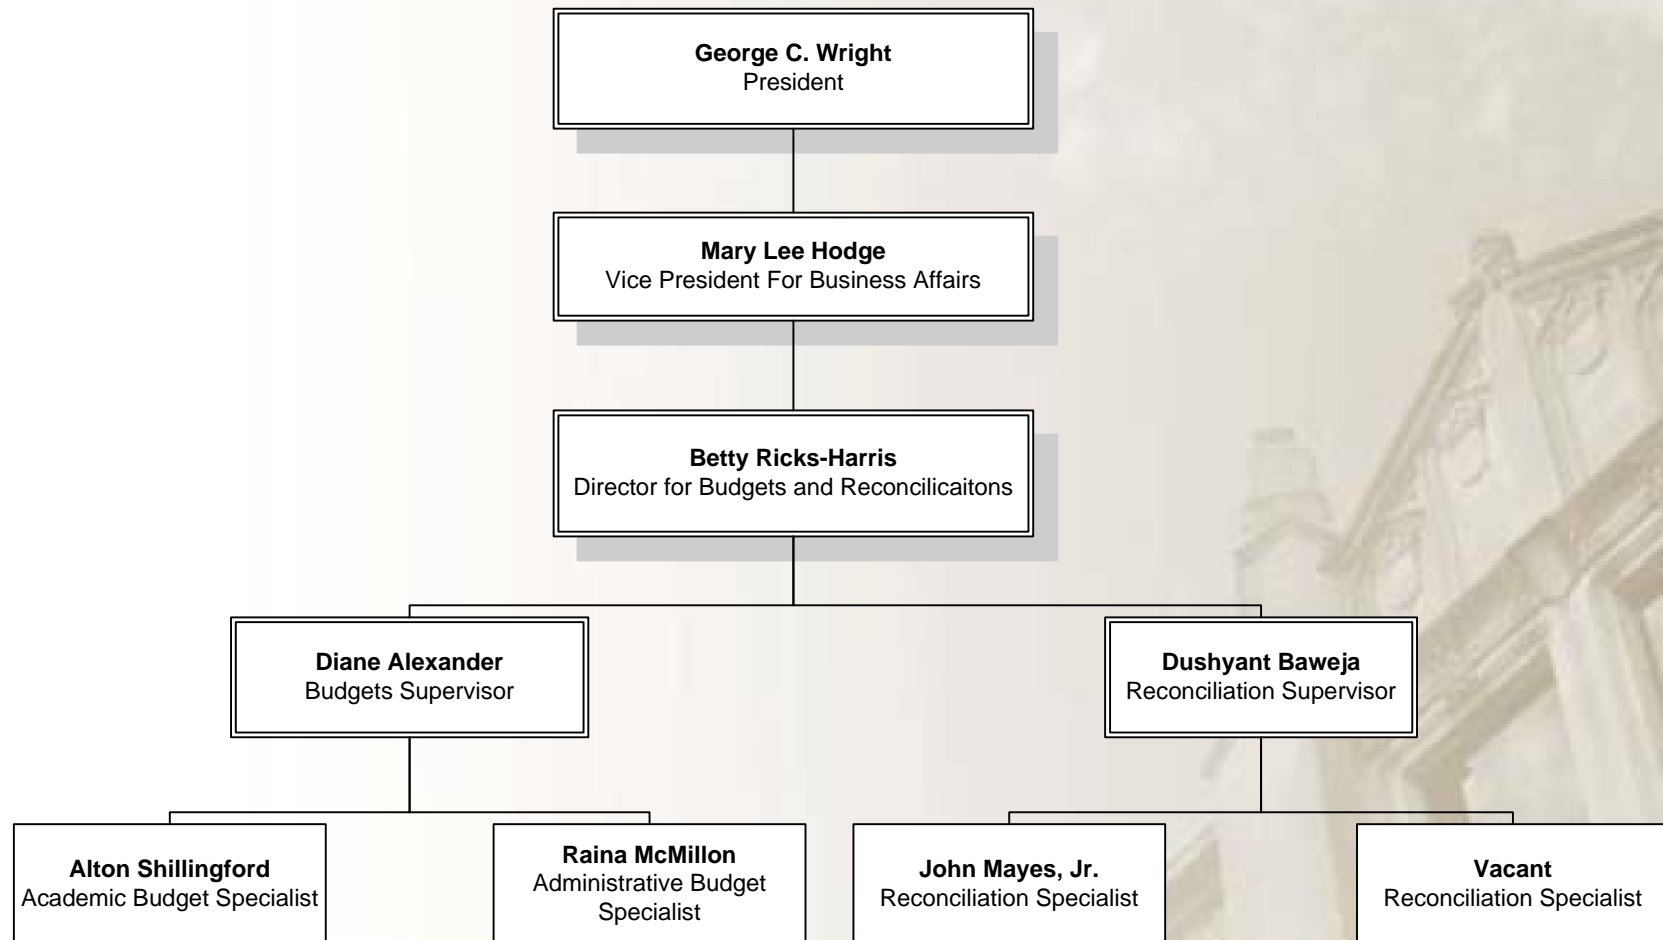 George C. Wright
President
Mary Lee Hodge
Vice President For Business Affairs
Betty Ricks-Harris
Director for Budgets and Reconcilicaitons
Diane Alexander
Budgets Supervisor
Dushyant Baweja
Reconciliation Supervisor
Alton Shillingford
Academic Budget Specialist
Raina McMillon
Administrative Budget
Specialist
John Mayes, Jr.
Reconciliation Specialist
Vacant
Reconciliation Specialist